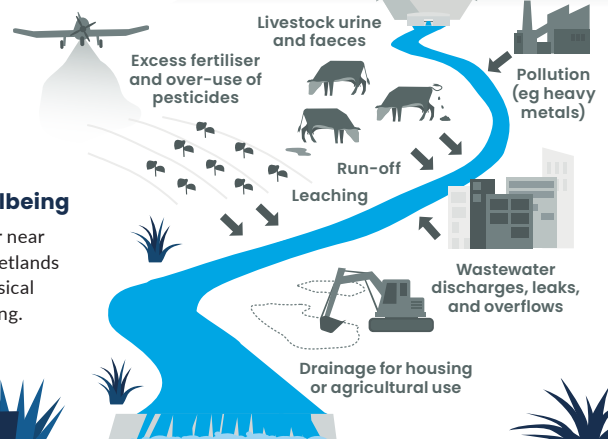 Livestock urine
and faeces
Excess fertiliser
and over-use of
pesticides
Pollution
(eg heavy
metals)
Run-off
Leaching
lbeing
r near
etlands
sical
ng.
Wastewater
discharges, leaks,
and overflows
Drainage for housing
or agricultural use